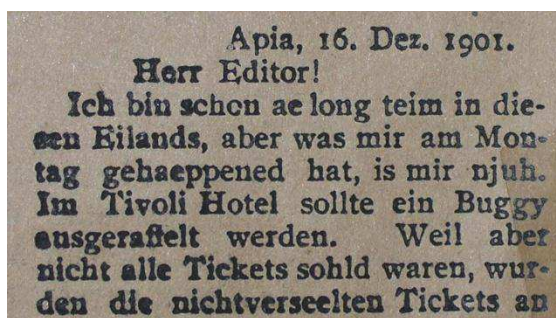 Apia, 16. Dez. 1901.
Herr Editor!
Ich bin schon ae long teim in die-
sen Eilands, aber was mir am Mon-
tag gehaeppened hat, is mir njuh.
Im Tivoli Hotel sollte ein Buggy
ausgeraffelt werden. Weil aber
nicht alle Tickets sohld waren, wur-
den die nichtverseelten Tickets an